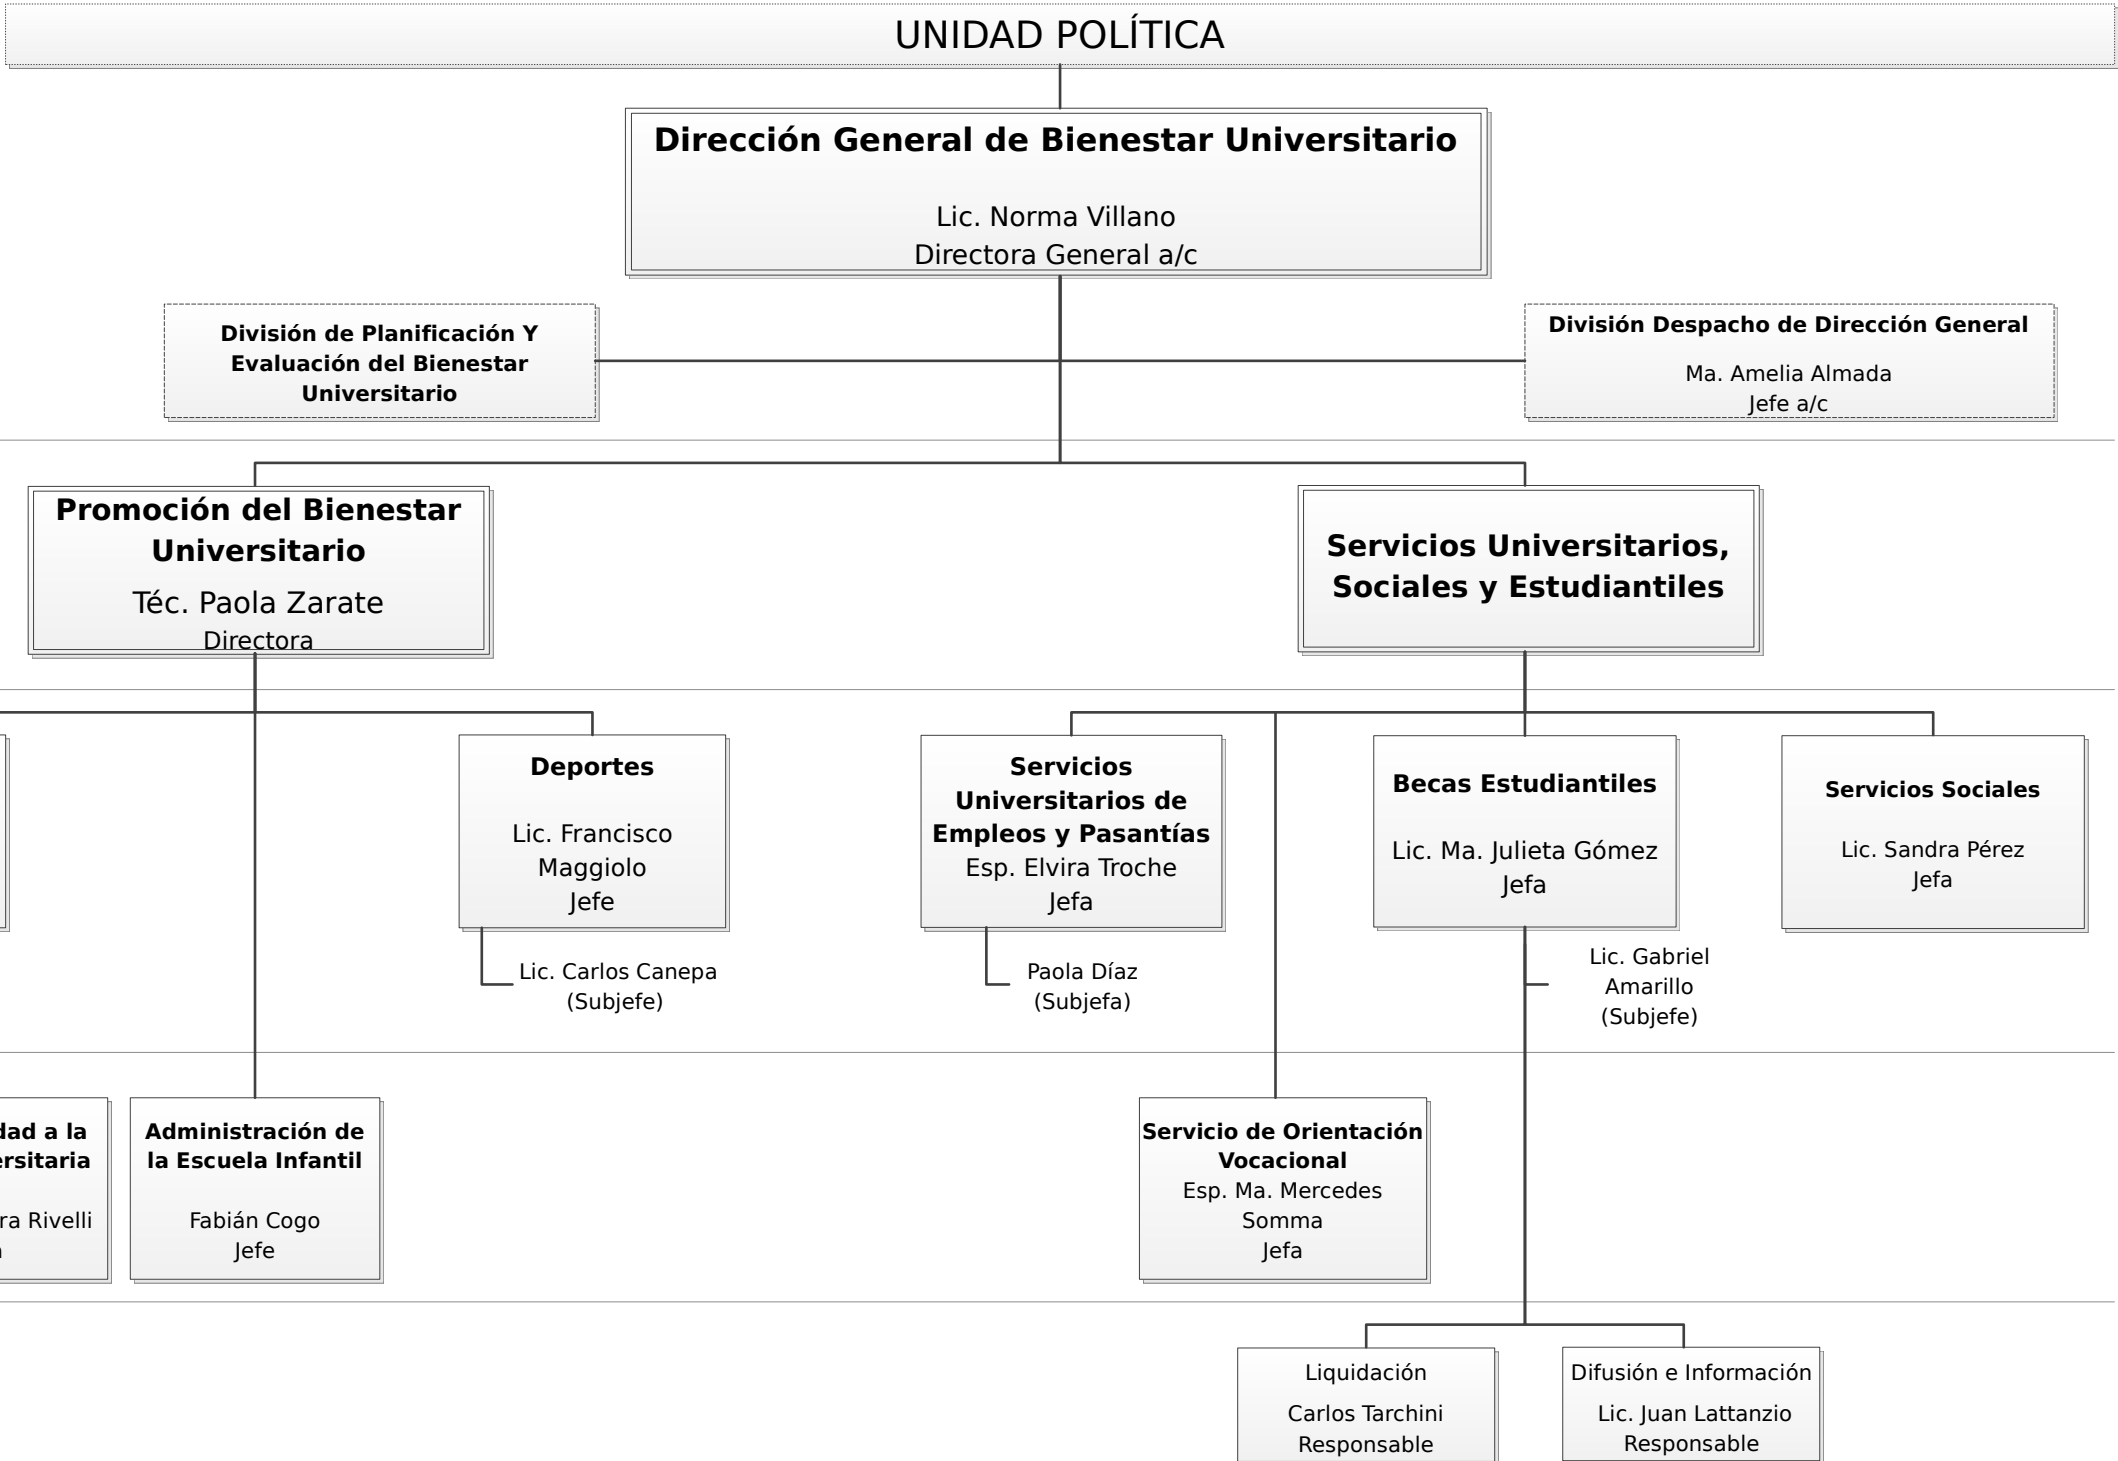 UNIDAD POLÍTICA
Dirección General de Bienestar Universitario
Lic. Norma Villano
Directora General a/c
División de Planificación Y
Evaluación del Bienestar
Universitario
División Despacho de Dirección General
Ma. Amelia Almada
Jefe a/c
Promoción del Bienestar
Universitario
Téc. Paola Zarate
Directora
Servicios Universitarios,
Sociales y Estudiantiles
Deportes
Lic. Francisco
Maggiolo
Jefe
Lic. Carlos Canepa
(Subjefe)
Servicios
Universitarios de
Empleos y Pasantías
Esp. Elvira Troche
Jefa
Paola Díaz
(Subjefa)
Becas Estudiantiles
Lic. Ma. Julieta Gómez
Jefa
Lic. Gabriel
Amarillo
(Subjefe)
Servicios Sociales
Lic. Sandra Pérez
Jefa
a la
Rivelli
Administración de
la Escuela Infantil
Fabián Cogo
Jefe
Servicio de Orientación
Vocacional
Esp. Ma. Mercedes
Somma
Jefa
Liquidación
Carlos Tarchini
Responsable
Difusión e Información
Lic. Juan Lattanzio
Responsable